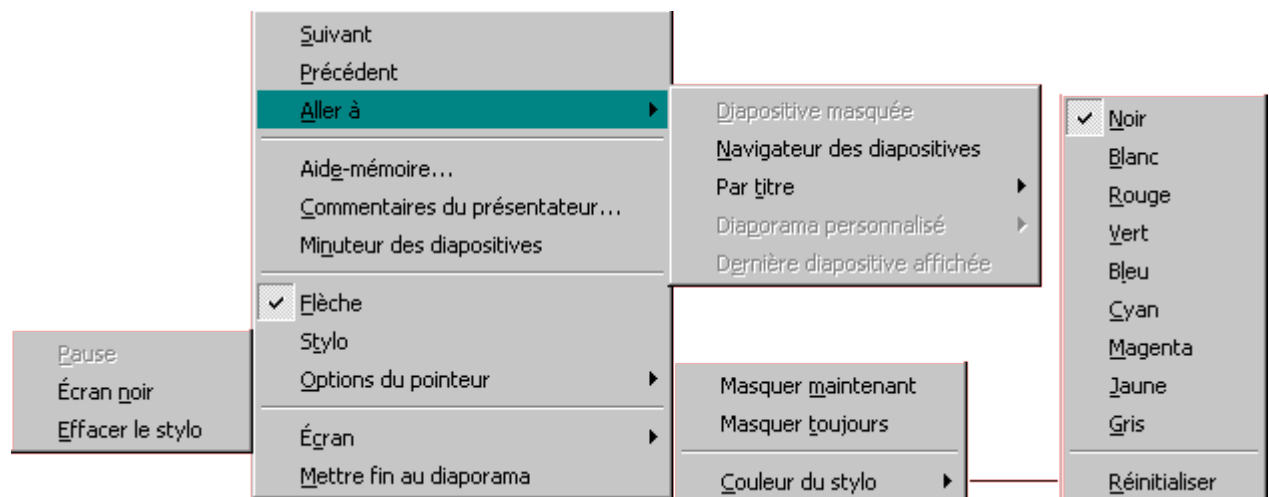 Suivant
Précédent
Aller à
Aide-mémoire...
Commentaires du présentateur...
Minuteur des diapositives
Flèche
Stylo
Options du pointeur
Écran
Mettre fin au diaporama
Diapositive masquée
Navigateur des diapositives
Par titre
Diaporama personnalisé
Dernière diapositive affichée
Pause
Écran noir
Effacer le stylo
Masquer maintenant
Masquer toujours
Couleur du stylo
Noir
Blanc
Rouge
Vert
Bleu
Cyan
Magenta
Jaune
Gris
Réinitialiser